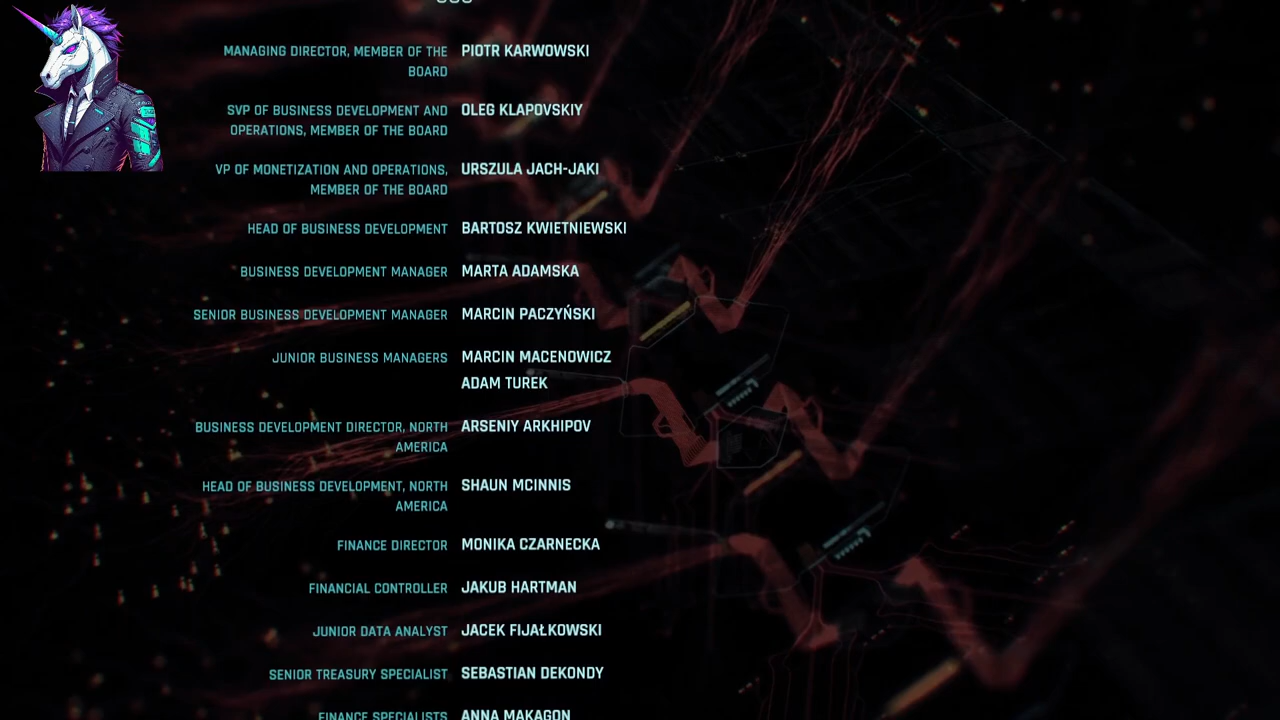 MANAGING DIRECTOR, MEMBER OF THE BOARD PIOTR KARWOWSKI
SVP OF BUSINESS DEVELOPMENT AND OPERATIONS, MEMBER OF THE BOARD OLEG KLAPOVSKIY
VP OF MONETIZATION AND OPERATIONS, MEMBER OF THE BOARD URSZULA JACH-JAKI
HEAD OF BUSINESS DEVELOPMENT BARTOSZ KWIETNIEWSKI
BUSINESS DEVELOPMENT MANAGER MARTA ADAMSKA
SENIOR BUSINESS DEVELOPMENT MANAGER MARCIN PACZYŃSKI
JUNIOR BUSINESS MANAGERS MARCIN MACENOWICZ
ADAM TUREK
BUSINESS DEVELOPMENT DIRECTOR, NORTH AMERICA ARSENIY ARKHIPOV
HEAD OF BUSINESS DEVELOPMENT, NORTH AMERICA SHAUN MCINNIS
FINANCE DIRECTOR MONIKA CZARNECKA
FINANCIAL CONTROLLER JAKUB HARTMAN
JUNIOR DATA ANALYST JACEK FIJAŁKOWSKI
SENIOR TREASURY SPECIALIST SEBASTIAN DEKONDY
FINANCE SPECIALISTS ANNA MAKAGON